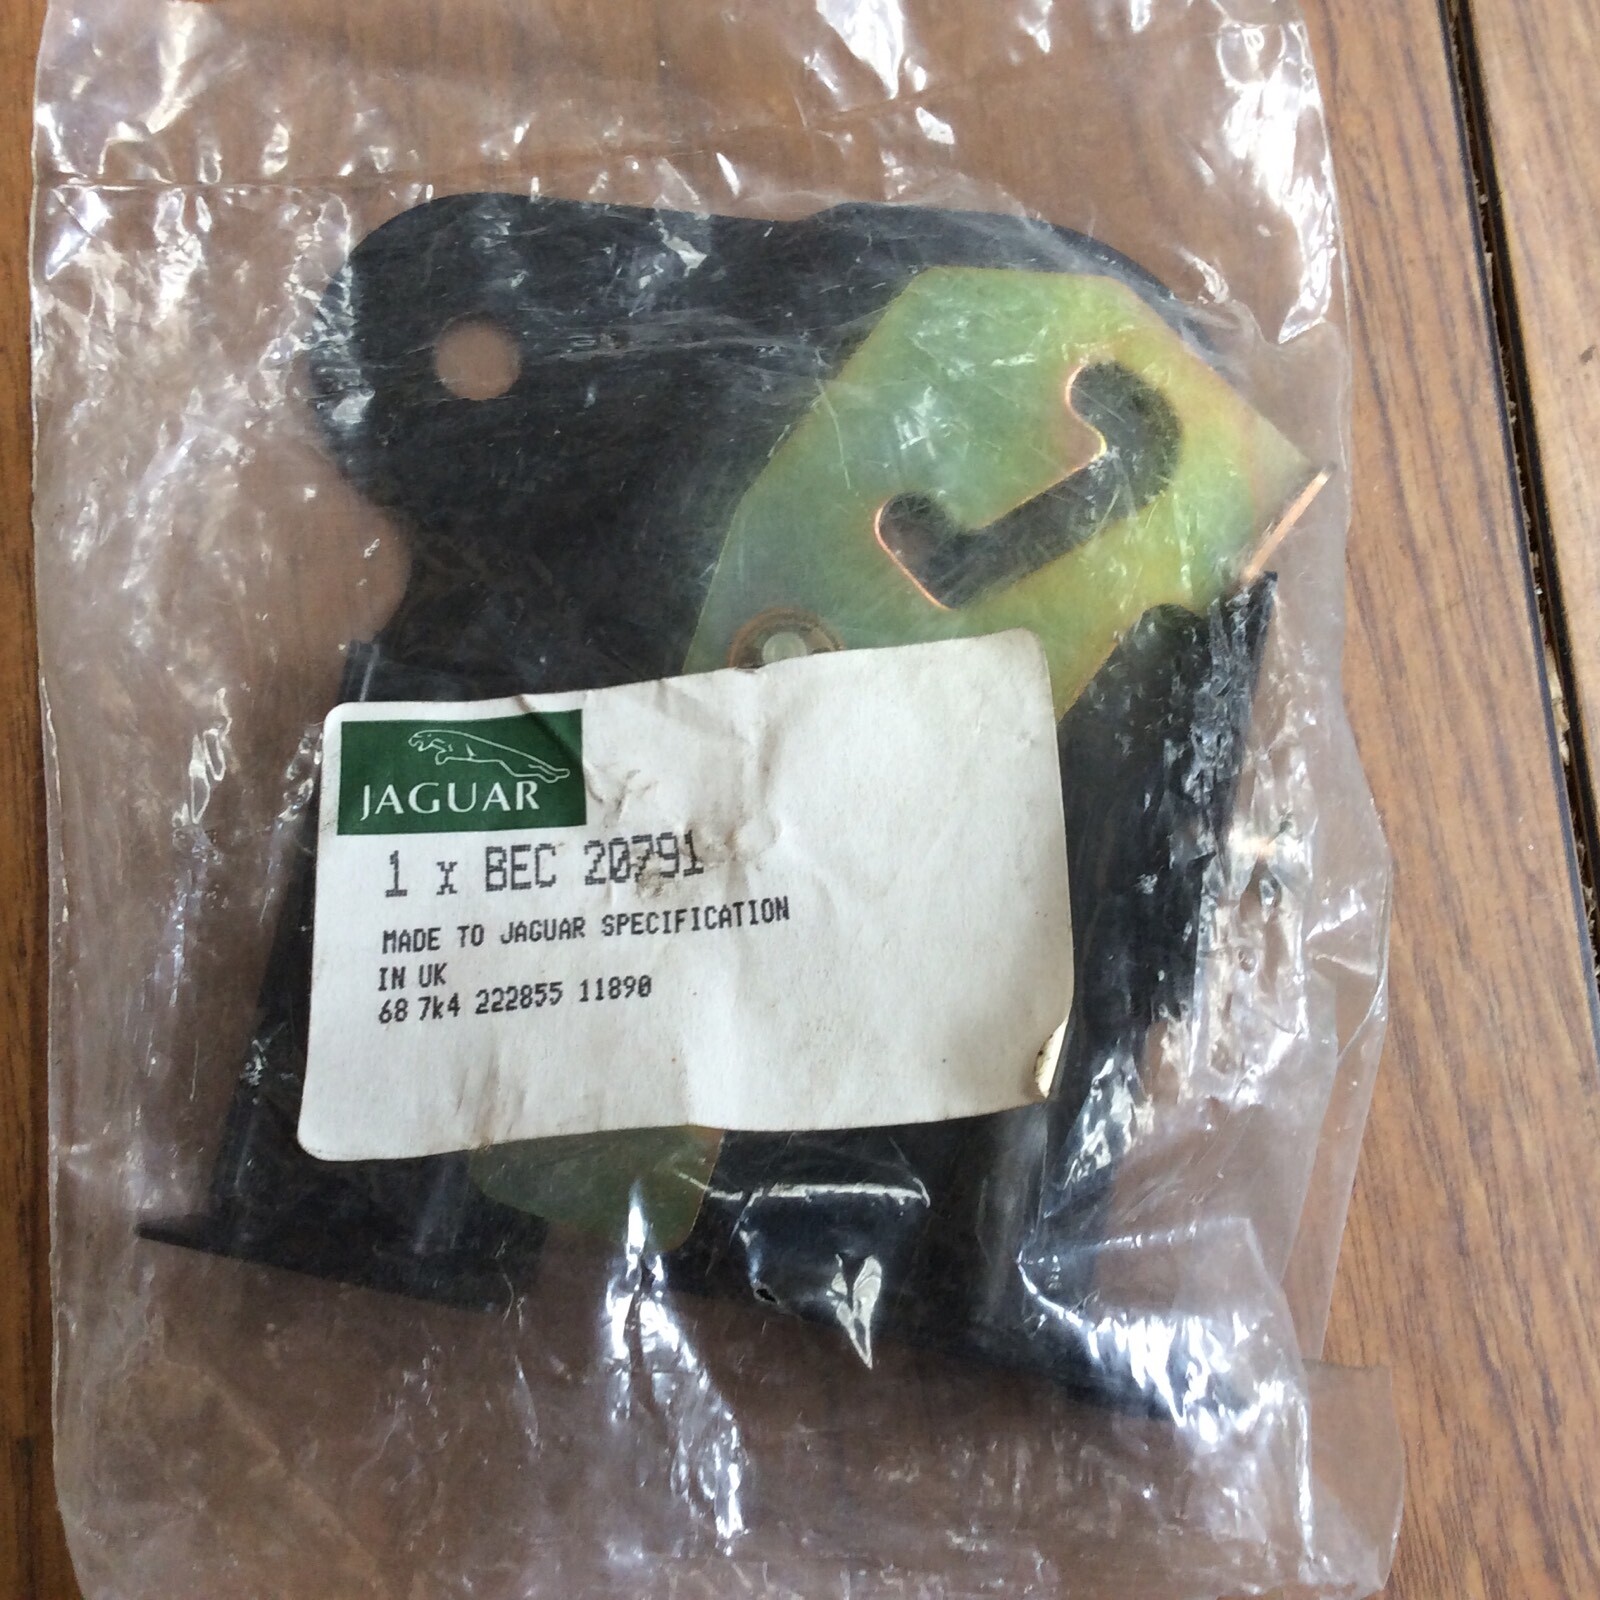 JAGUAR
1 x BEC 20791
MADE TO JAGUAR SPECIFICATION
IN UK
68 7k4 222855 11890